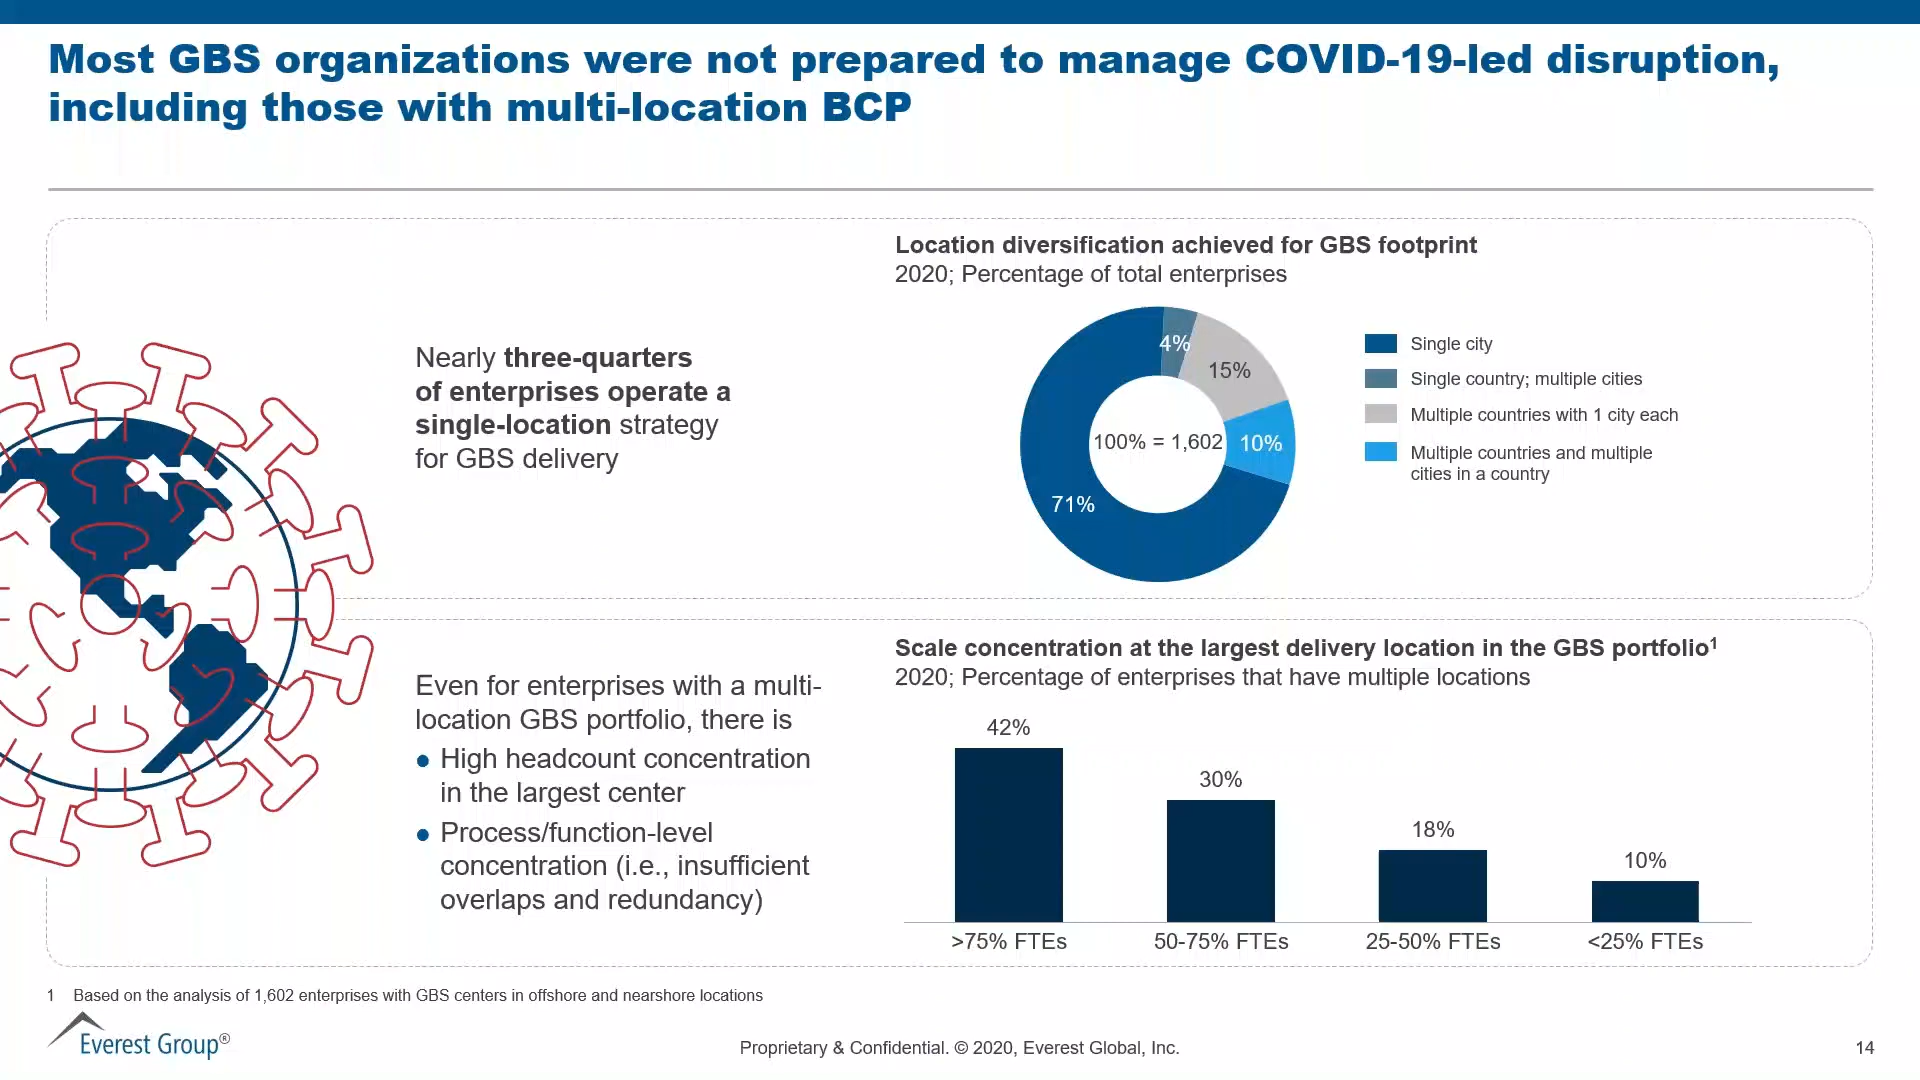 Most GBS organizations were not prepared to manage COVID-19-led disruption,
including those with multi-location BCP
Nearly three-quarters
of enterprises operate a
single-location strategy
for GBS delivery
Location diversification achieved for GBS footprint
2020; Percentage of total enterprises
4%
15%
10%
71%
100% = 1,602
Single city
Single country; multiple cities
Multiple countries with 1 city each
Multiple countries and multiple
cities in a country
Even for enterprises with a multi-
location GBS portfolio, there is
● High headcount concentration
in the largest center
● Process/function-level
concentration (i.e., insufficient
overlaps and redundancy)
Scale concentration at the largest delivery location in the GBS portfolio¹
2020; Percentage of enterprises that have multiple locations
42%
30%
18%
10%
>75% FTEs
50-75% FTEs
25-50% FTEs
<25% FTEs
1 Based on the analysis of 1,602 enterprises with GBS centers in offshore and nearshore locations
Everest Group®
Proprietary & Confidential. © 2020, Everest Global, Inc.
14